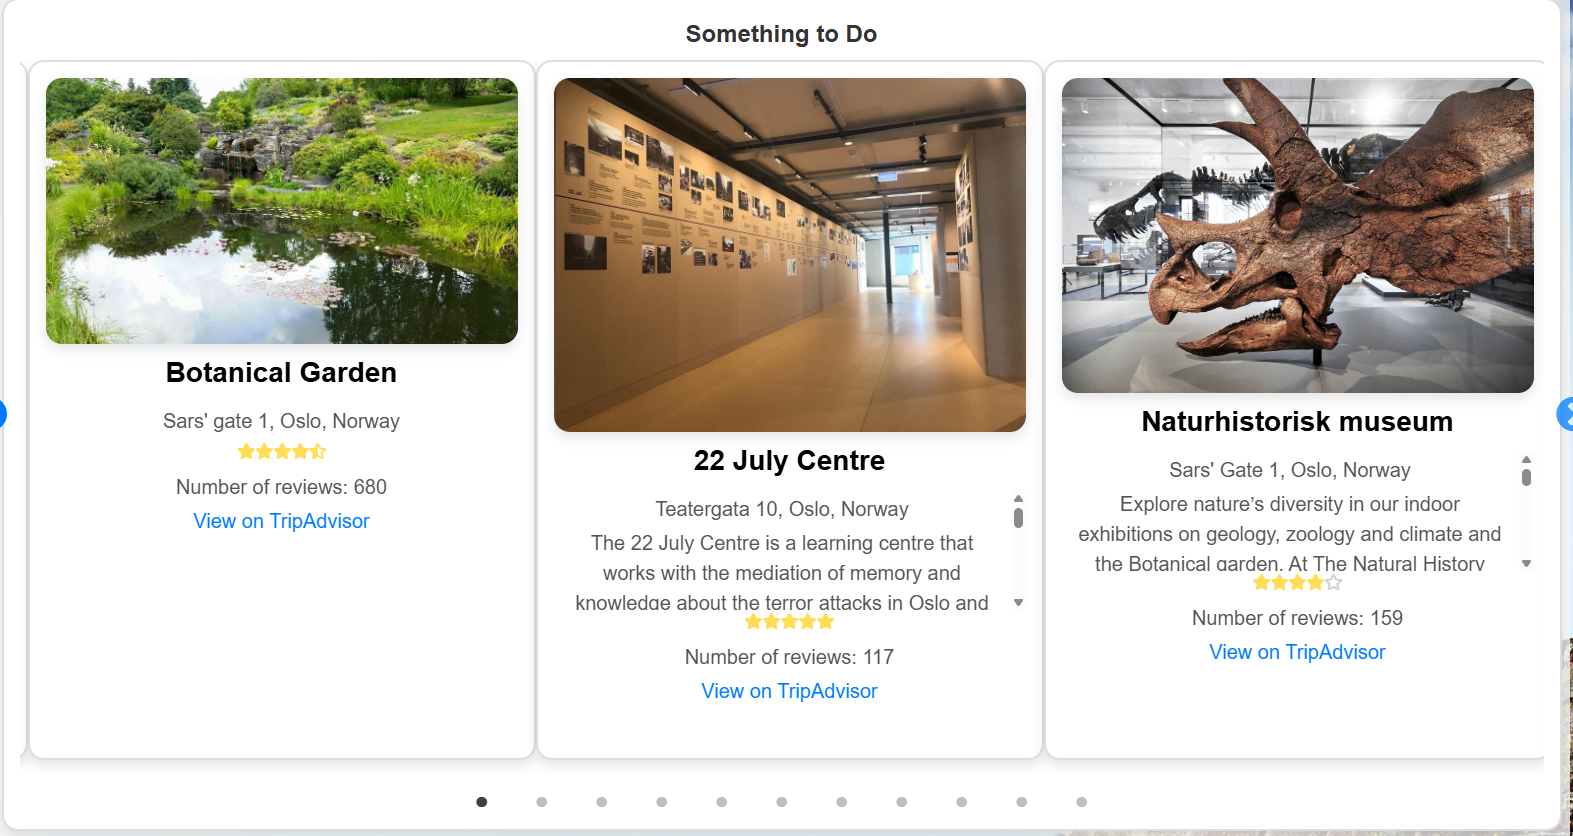 Something to Do
Botanical Garden
Sars' gate 1, Oslo, Norway
Number of reviews: 680
View on TripAdvisor
22 July Centre
Teatergata 10, Oslo, Norway
The 22 July Centre is a learning centre that
works with the mediation of memory and
knowledge about the terror attacks in Oslo and
Number of reviews: 117
View on TripAdvisor
Naturhistorisk museum
Sars' Gate 1, Oslo, Norway
Explore nature’s diversity in our indoor
exhibitions on geology, zoology and climate and
the Botanical garden. At The Natural History
Number of reviews: 159
View on TripAdvisor